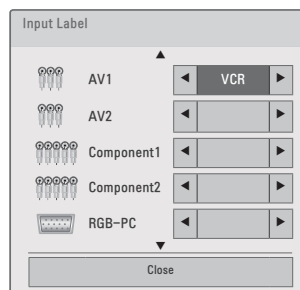 Input Label
AV1 VCR
AV2
Component1
Component2
RGB-PC
Close